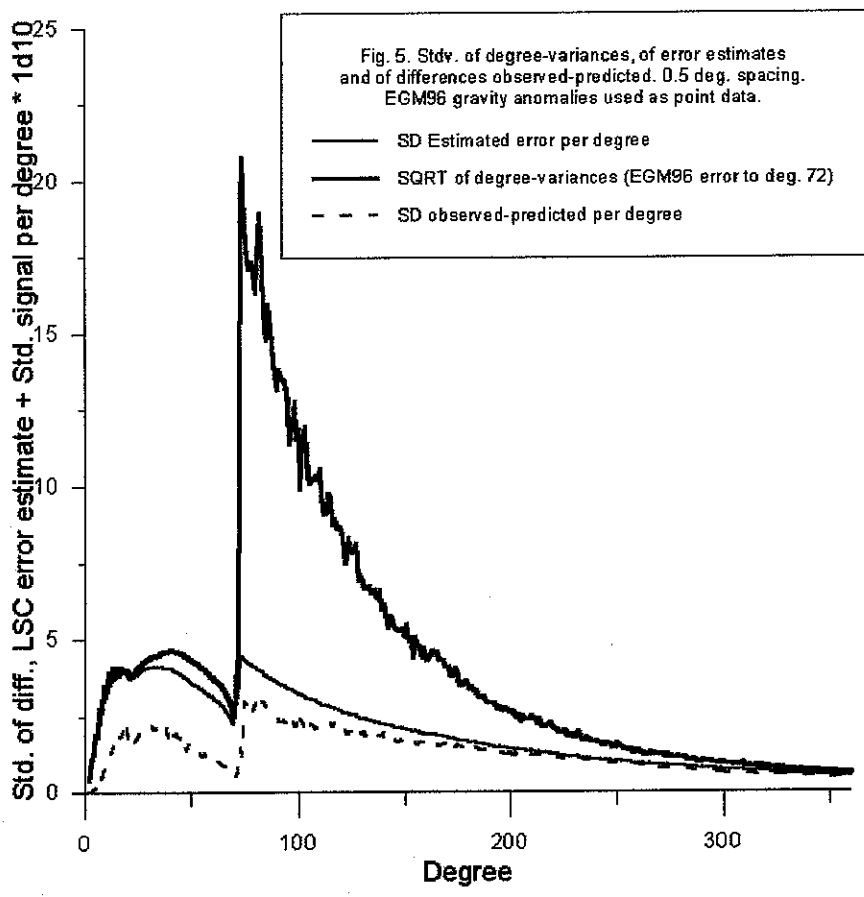 25
20
15
10
5
0
Std. of diff., LSC error estimate + Std. signal per degree * 1d10
Fig. 5. Stdv. of degree-variances, of error estimates
and of differences observed-predicted. 0.5 deg. spacing.
EGM96 gravity anomalies used as point data.
SD Estimated error per degree
SQRT of degree-variances (EGM96 error to deg. 72)
SD observed-predicted per degree
0
100
200
300
Degree